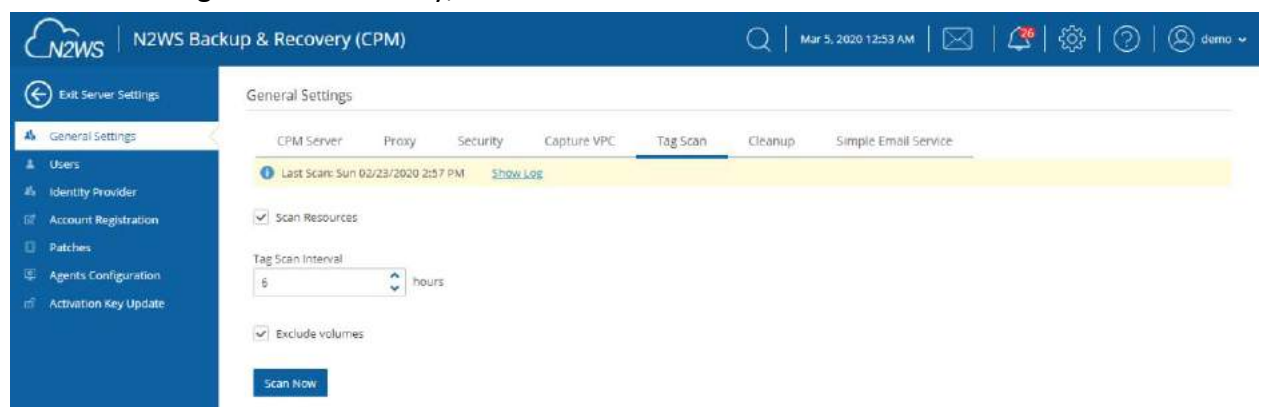 N2WS
N2WS Backup & Recovery (CPM)
Mar 5, 2020 12:53 AM
26
demo
Exit Server Settings
General Settings
Users
Identity Provider
Account Registration
Patches
Agents Configuration
Activation Key Update
General Settings
CPM Server Proxy Security Capture VPC Tag Scan Cleanup Simple Email Service
Last Scan: Sun 02/23/2020 2:57 PM Show Log
Scan Resources
Tag Scan Interval
6 hours
Exclude volumes
Scan Now